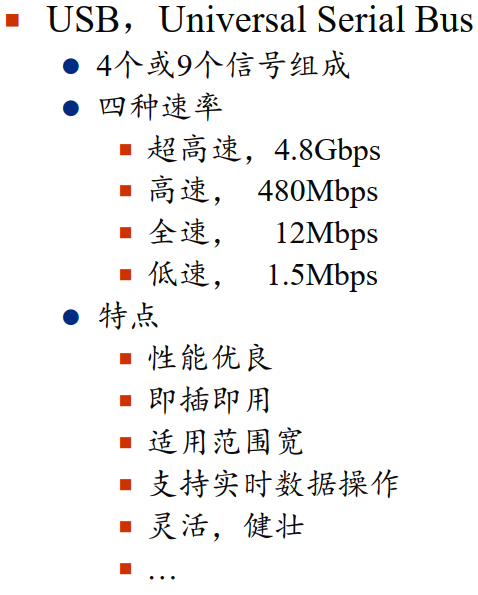 USB，Universal Serial Bus
4个或9个信号组成
四种速率
超高速，4.8Gbps
高速， 480Mbps
全速， 12Mbps
低速， 1.5Mbps
特点
性能优良
即插即用
适用范围宽
支持实时数据操作
灵活，健壮
…